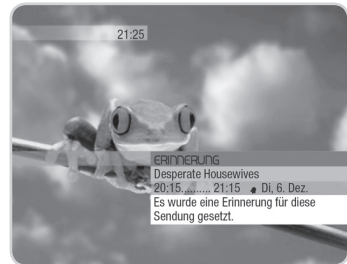 21:25
ERINNERUNG
Desperate Housewives
20:15.......... 21:15 Di, 6. Dez.
Es wurde eine Erinnerung für diese
Sendung gesetzt.